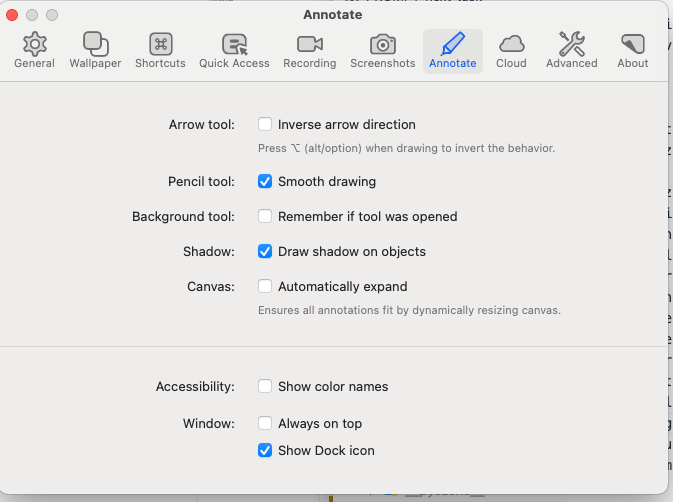 Annotate
General
Wallpaper
Shortcuts
Quick Access
Recording
Screenshots
Annotate
Cloud
Advanced
About
Arrow tool: Inverse arrow direction
Press ⌥ (alt/option) when drawing to invert the behavior.
Pencil tool: Smooth drawing
Background tool: Remember if tool was opened
Shadow: Draw shadow on objects
Canvas: Automatically expand
Ensures all annotations fit by dynamically resizing canvas.
Accessibility: Show color names
Window: Always on top
Show Dock icon